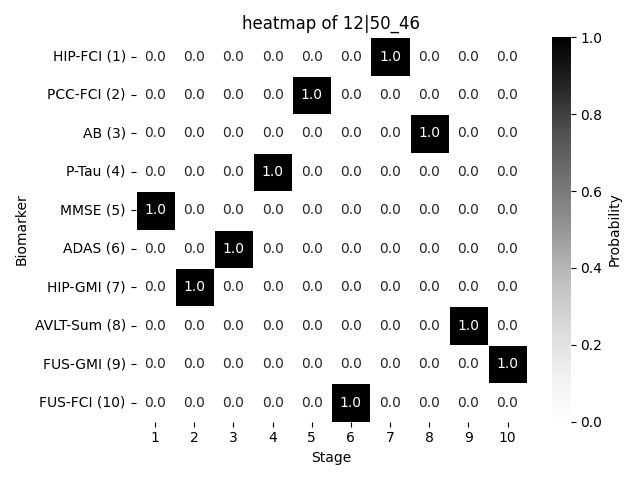 heatmap of 12|50_46
HIP-FCI (1) 0.0 0.0 0.0 0.0 0.0 0.0 1.0 0.0 0.0 0.0
PCC-FCI (2) 0.0 0.0 0.0 0.0 1.0 0.0 0.0 0.0 0.0 0.0
AB (3) 0.0 0.0 0.0 0.0 0.0 0.0 0.0 1.0 0.0 0.0
P-Tau (4) 0.0 0.0 0.0 1.0 0.0 0.0 0.0 0.0 0.0 0.0
MMSE (5) 1.0 0.0 0.0 0.0 0.0 0.0 0.0 0.0 0.0 0.0
ADAS (6) 0.0 0.0 1.0 0.0 0.0 0.0 0.0 0.0 0.0 0.0
HIP-GMI (7) 0.0 1.0 0.0 0.0 0.0 0.0 0.0 0.0 0.0 0.0
AVLT-Sum (8) 0.0 0.0 0.0 0.0 0.0 0.0 0.0 0.0 1.0 0.0
FUS-GMI (9) 0.0 0.0 0.0 0.0 0.0 0.0 0.0 0.0 0.0 1.0
FUS-FCI (10) 0.0 0.0 0.0 0.0 0.0 1.0 0.0 0.0 0.0 0.0
1 2 3 4 5 6 7 8 9 10
Stage
Biomarker
1.0
0.8
0.6
0.4
0.2
0.0
Probability